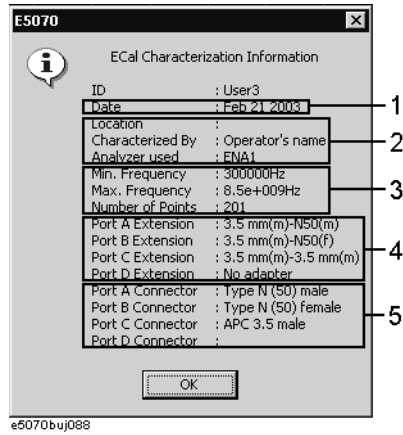 E5070
ECal Characterization Information
ID : User3
Date : Feb 21 2003
1
Location :
Characterized By : Operator's name
2
Analyzer used : ENA1
Min. Frequency : 300000Hz
Max. Frequency : 8.5e+009Hz
3
Number of Points : 201
Port A Extension : 3.5 mm(m)-N50(m)
Port B Extension : 3.5 mm(m)-N50(f)
4
Port C Extension : 3.5 mm(m)-3.5 mm(m)
Port D Extension : No adapter
Port A Connector : Type N (50) male
Port B Connector : Type N (50) female
5
Port C Connector : APC 3.5 male
Port D Connector :
OK
e5070buj088